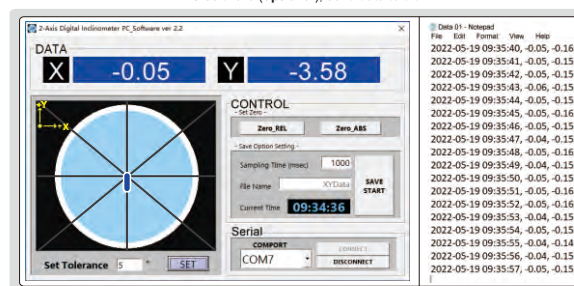 2-Axis Digital Inclinometer PC_Software ver 2.2
DATA
X -0.05 Y -3.58
+Y
+X
CONTROL
- Set Zero -
Zero_REL Zero_ABS
- Save Option Setting -
Sampling Time (msec) 1000
File Name XYData
SAVE START
Current Time 09:34:36
Serial
COMPORT
COM7
CONNECT
DISCONNECT
Set Tolerance 5 ° SET
Data 01 - Notepad
File Edit Format View Help
2022-05-19 09:35:40, -0.05, -0.16
2022-05-19 09:35:41, -0.05, -0.15
2022-05-19 09:35:42, -0.05, -0.15
2022-05-19 09:35:43, -0.06, -0.15
2022-05-19 09:35:44, -0.05, -0.15
2022-05-19 09:35:45, -0.05, -0.16
2022-05-19 09:35:46, -0.05, -0.15
2022-05-19 09:35:47, -0.04, -0.15
2022-05-19 09:35:48, -0.05, -0.16
2022-05-19 09:35:49, -0.04, -0.15
2022-05-19 09:35:50, -0.05, -0.15
2022-05-19 09:35:51, -0.05, -0.16
2022-05-19 09:35:52, -0.05, -0.16
2022-05-19 09:35:53, -0.04, -0.15
2022-05-19 09:35:54, -0.05, -0.15
2022-05-19 09:35:55, -0.04, -0.14
2022-05-19 09:35:56, -0.04, -0.15
2022-05-19 09:35:57, -0.05, -0.15